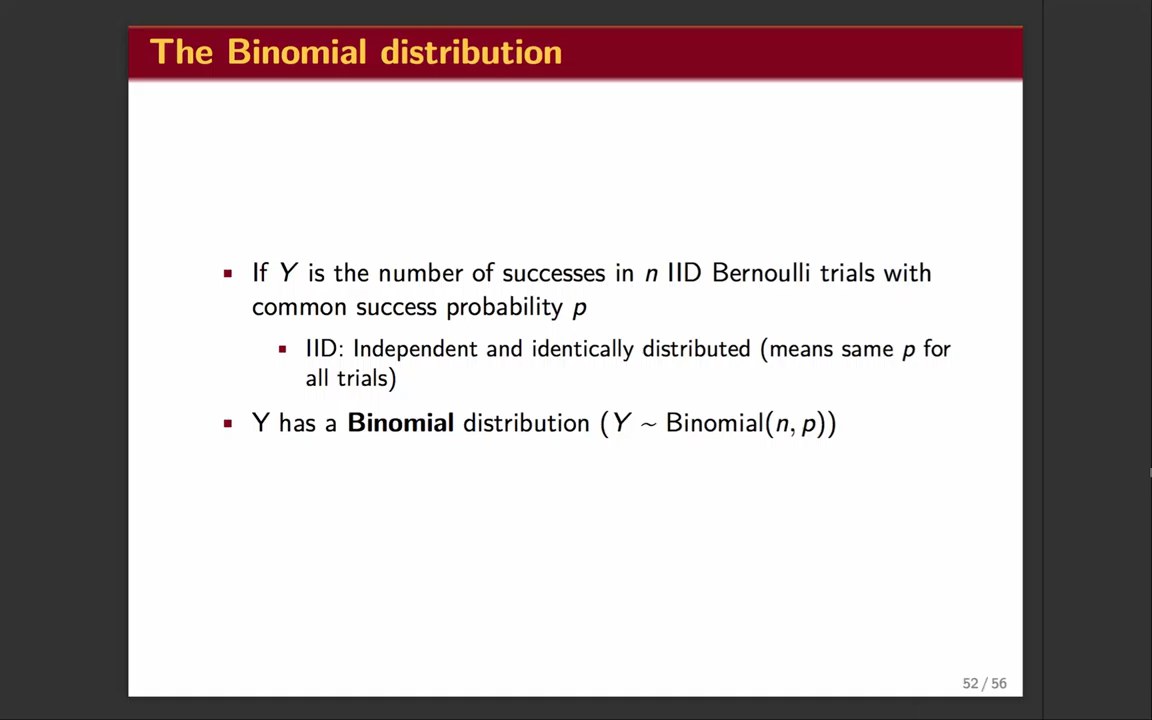 The Binomial distribution
If Y is the number of successes in n IID Bernoulli trials with
common success probability p
IID: Independent and identically distributed (means same p for
all trials)
Y has a Binomial distribution (Y ~ Binomial(n, p))
52 / 56